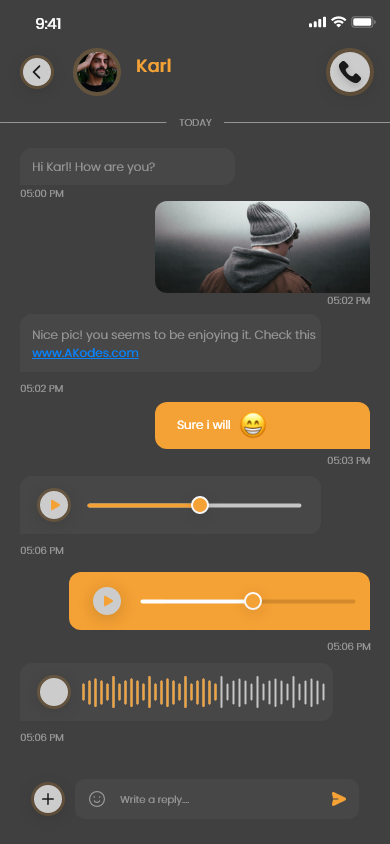 9:41
Karl
TODAY
Hi Karl! How are you?
05:00 PM
05:02 PM
Nice pic! you seems to be enjoying it. Check this
www.AKodes.com
05:02 PM
Sure i will
05:03 PM
05:06 PM
05:06 PM
05:06 PM
Write a reply...